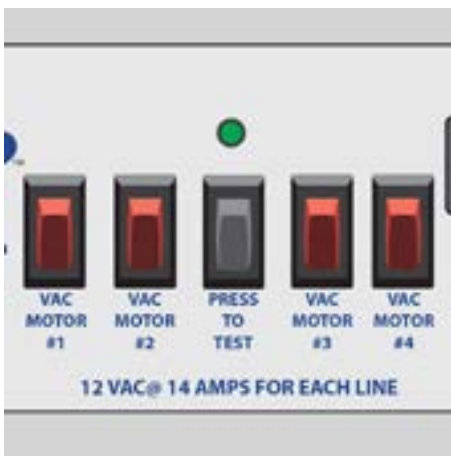 VAC MOTOR #1
VAC MOTOR #2
PRESS TO TEST
VAC MOTOR #3
VAC MOTOR #4
12 VAC@ 14 AMPS FOR EACH LINE